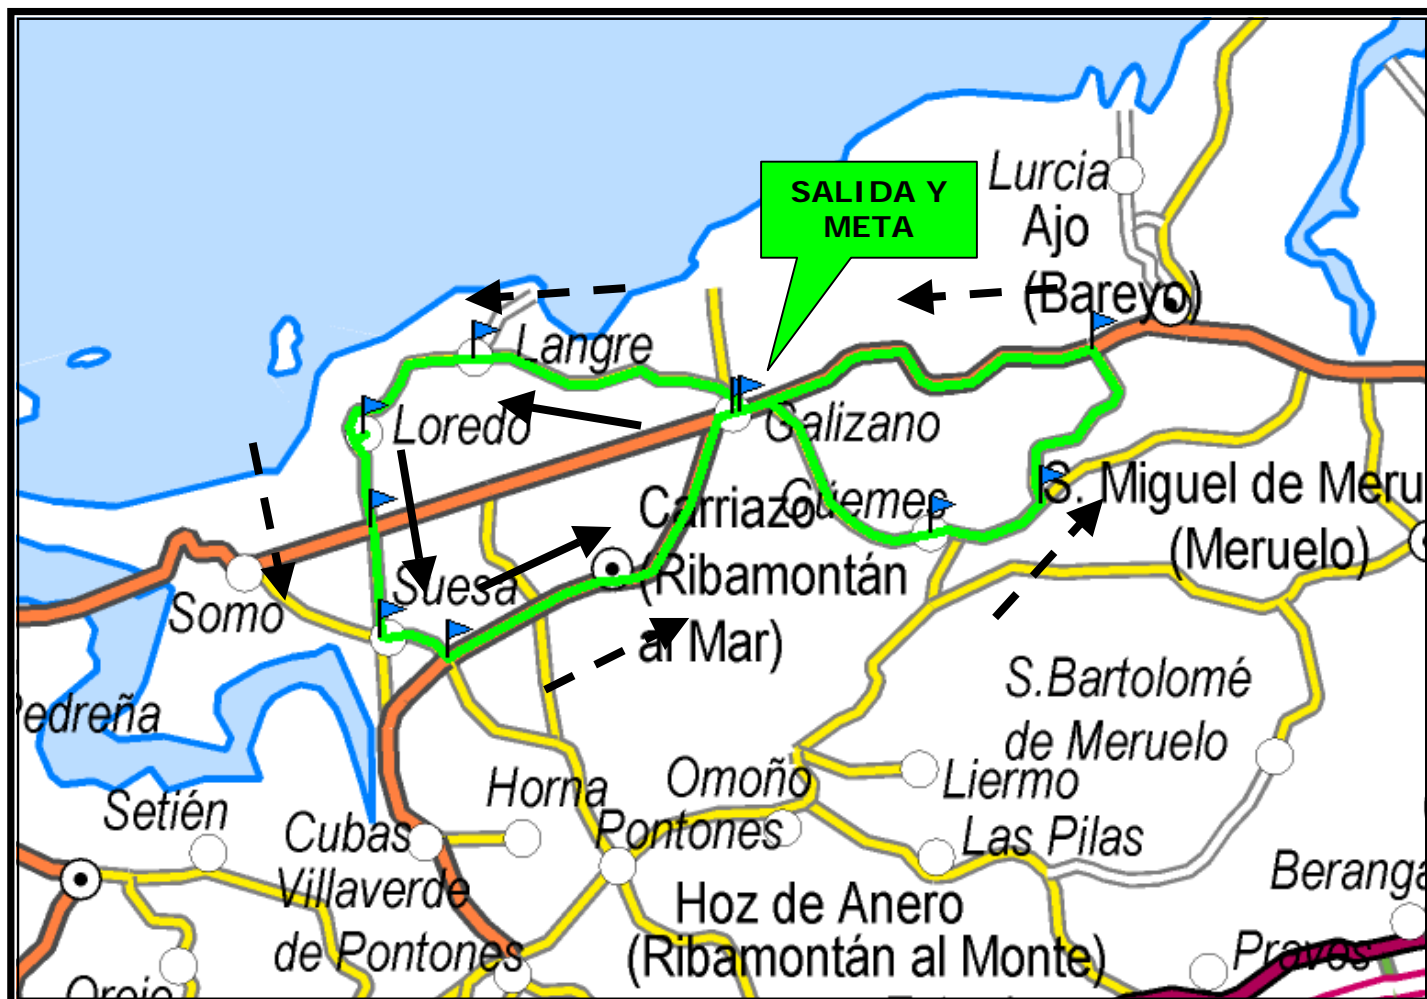 SALIDA Y
META
Lurcia
Ajo
(Bareyo)
Langre
Loredo
Galizano
Carriazo
(Ribamontán
al Mar)
Güemes
S. Miguel de Meru
(Meruelo)
Suesa
Somo
edreña
S.Bartolomé
de Meruelo
Liermo
Omoño
Horna
Pontones
Las Pilas
Setién
Cubas
Villaverde
de Pontones
Hoz de Anero
(Ribamontán al Monte)
Beranga
Praves
Orejo